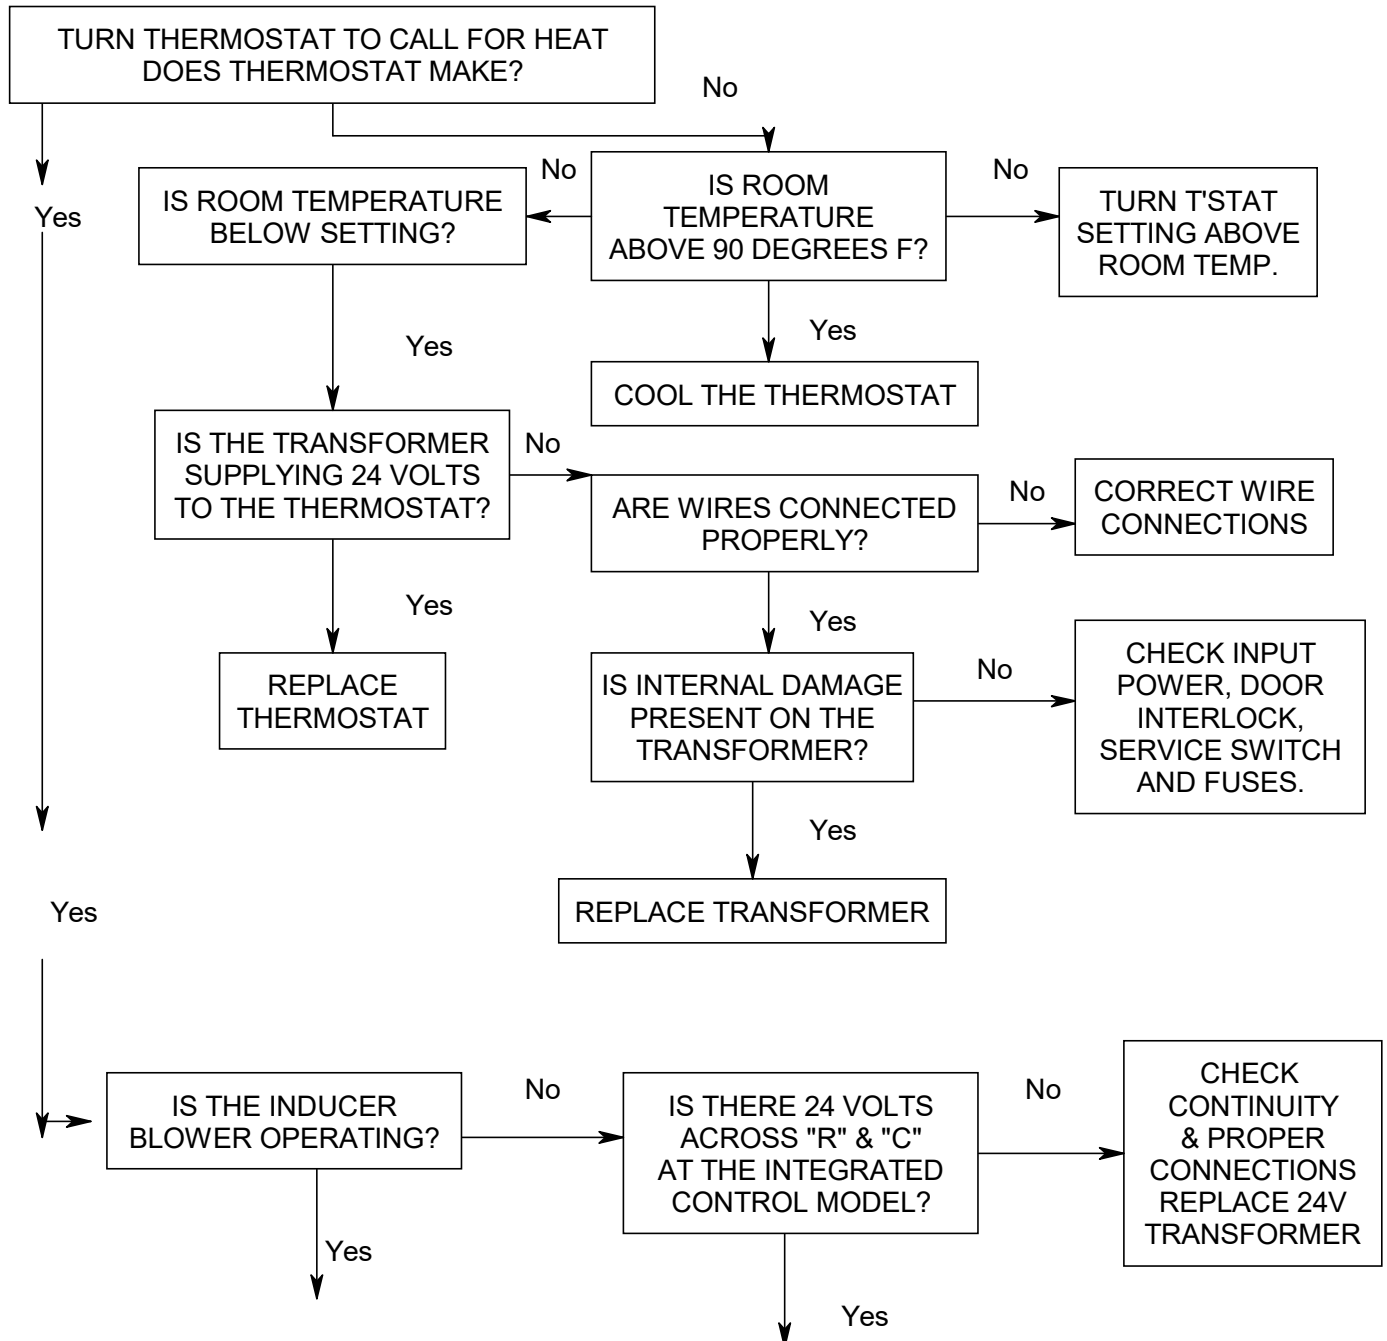 TURN THERMOSTAT TO CALL FOR HEAT
DOES THERMOSTAT MAKE?
No
Yes
IS ROOM TEMPERATURE
BELOW SETTING?
No
IS ROOM
TEMPERATURE
ABOVE 90 DEGREES F?
No
TURN T'STAT
SETTING ABOVE
ROOM TEMP.
Yes
Yes
COOL THE THERMOSTAT
IS THE TRANSFORMER
SUPPLYING 24 VOLTS
TO THE THERMOSTAT?
No
ARE WIRES CONNECTED
PROPERLY?
No
CORRECT WIRE
CONNECTIONS
Yes
Yes
REPLACE
THERMOSTAT
IS INTERNAL DAMAGE
PRESENT ON THE
TRANSFORMER?
No
CHECK INPUT
POWER, DOOR
INTERLOCK,
SERVICE SWITCH
AND FUSES.
Yes
REPLACE TRANSFORMER
Yes
IS THE INDUCER
BLOWER OPERATING?
No
IS THERE 24 VOLTS
ACROSS "R" & "C"
AT THE INTEGRATED
CONTROL MODEL?
No
CHECK
CONTINUITY
& PROPER
CONNECTIONS
REPLACE 24V
TRANSFORMER
Yes
Yes